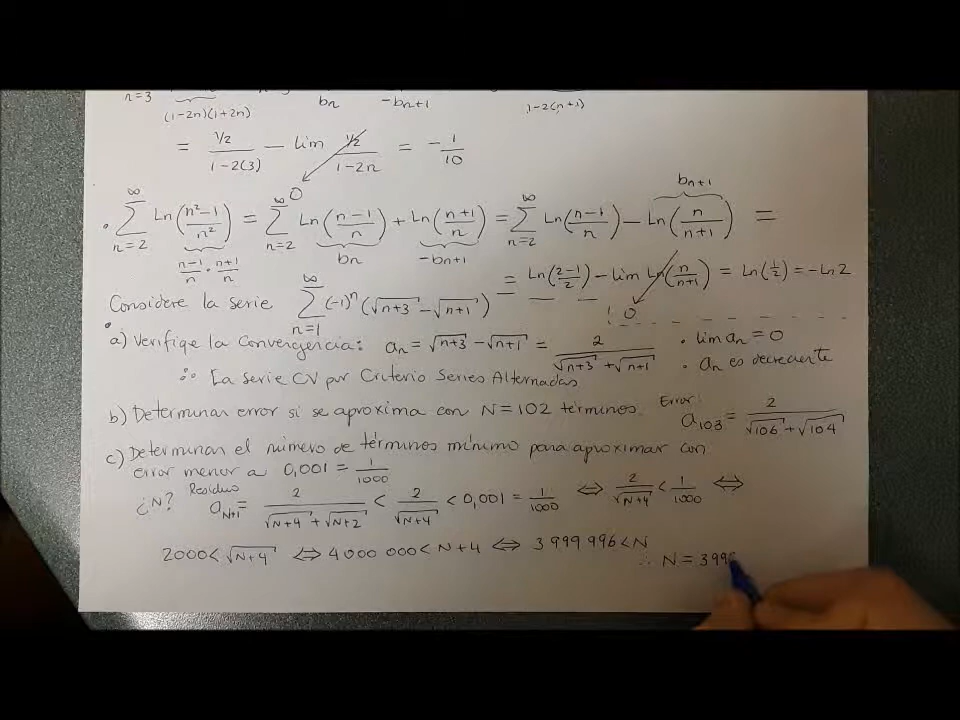 n=3 (1-2n)(1+2n) bn -bn+1 1-2(n+1)
= 1/2 / 1-2(3) - lim 1/2 / 1-2n = -1/10
0
bn+1
. ∞∑n=2 Ln(n²-1/n²) = ∞∑n=2 Ln(n-1/n) + Ln(n+1/n) = ∞∑n=2 Ln(n-1/n) - Ln(n/n+1) =
n-1/n · n+1/n bn -bn+1
= Ln(2-1/2) - lim Ln(n/n+1) = Ln(1/2) = -Ln 2
0
Considere la serie ∞∑n=1 (-1)ⁿ (√n+3 - √n+1)
a) Verifique la Convergencia: an = √n+3 - √n+1 = 2/√n+3 + √n+1 . lim an = 0
. an es decreciente
∴ La serie CV por Criterio Series Alternadas
b) Determinar error si se aproxima con N=102 términos. Error: a103 = 2/√106 + √104
c) Determinar el número de términos mínimo para aproximar con
error menor a 0,001 = 1/1000
¿N? Residuo aN+1 = 2/√N+4 + √N+2 < 2/√N+4 < 0,001 = 1/1000 ⇔ 2/√N+4 < 1/1000 ⇔
2000 < √N+4 ⇔ 4000 000 < N+4 ⇔ 3 999 996 < N
∴ N = 3 99